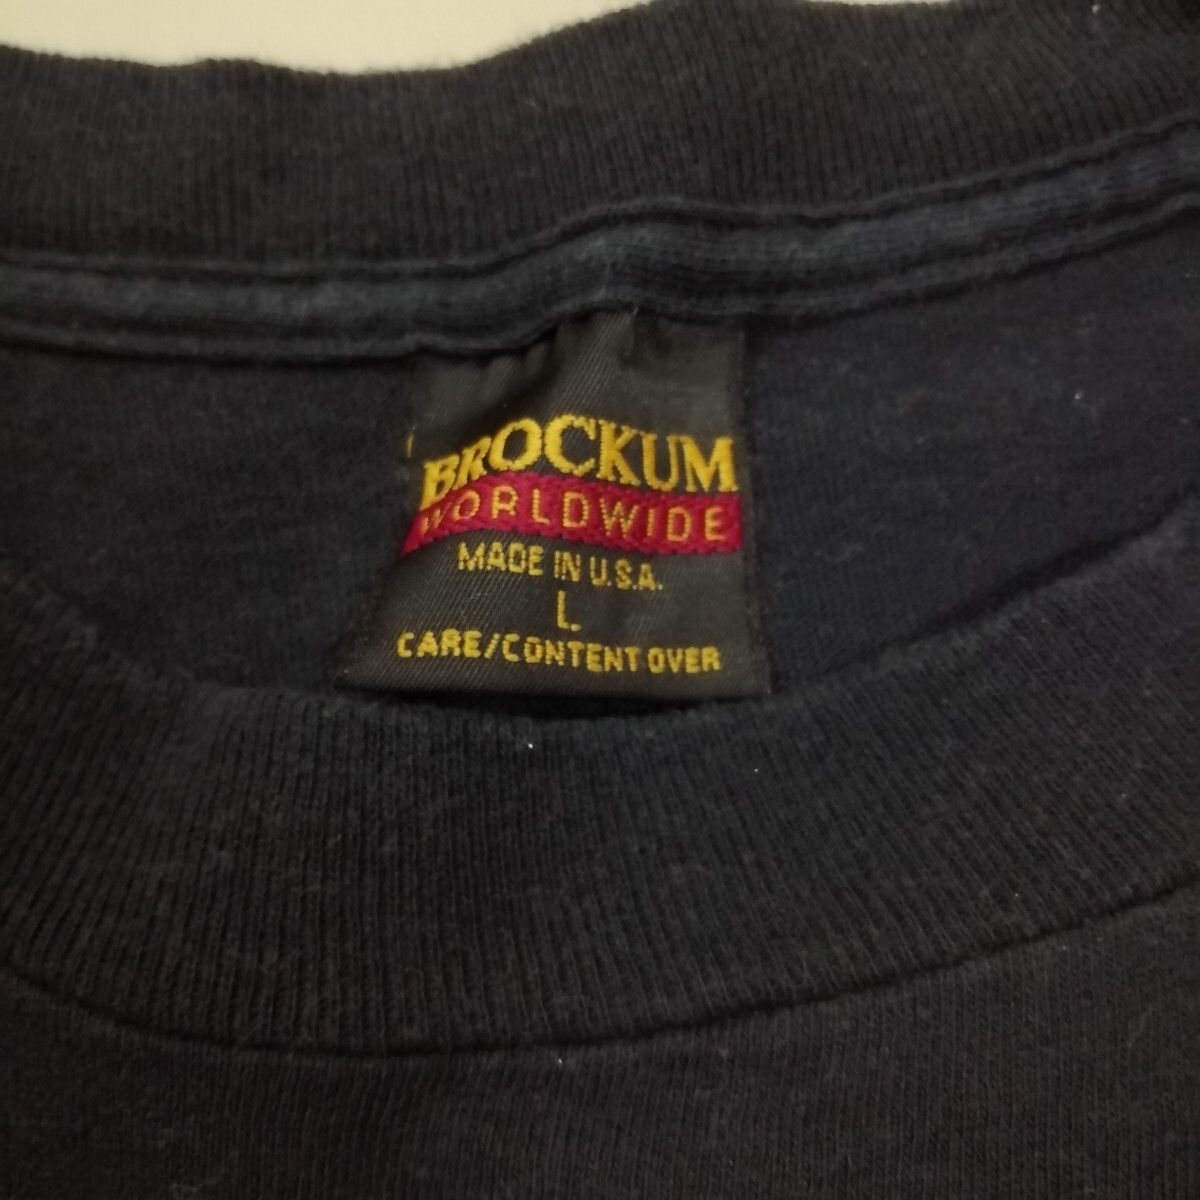 BROCKUM
WORLDWIDE
MADE IN U.S.A.
L
CARE/CONTENT OVER